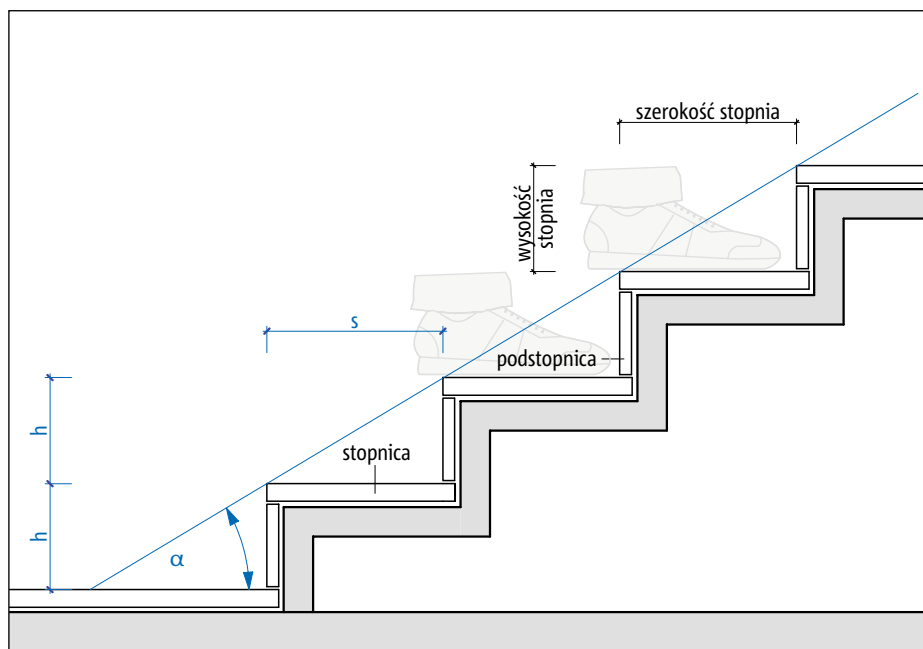 szerokość stopnia
wysokość
stopnia
s
podstopnica
h
stopnica
h
α